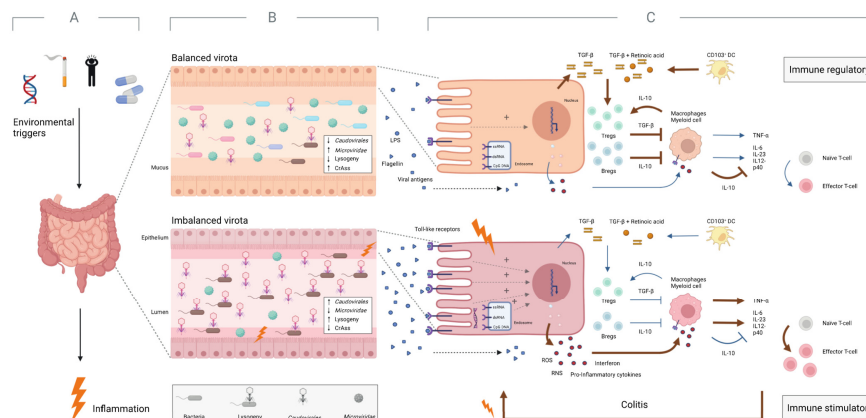 A
B
C
Environmental
triggers
Inflammation
Balanced virota
Mucus
↓ Caudovirales
↓ Microviridae
↓ Lysogeny
↑ CrAss
Imbalanced virota
Epithelium
Lumen
↑ Caudovirales
↓ Microviridae
↑ Lysogeny
↓ CrAss
Bacteria
Lysogeny
Caudovirales
Microviridae
LPS
Flagellin
Viral antigens
Nucleus
+
ssRNA
dsRNA
CpG DNA
Endosome
TGF-β
TGF-β + Retinoic acid
CD103⁺ DC
IL-10
Macrophages
Myeloid cell
Tregs
TGF-β
Bregs
IL-10
TNF-α
IL-6
IL-23
IL12-
p40
IL-10
Immune regulatory
Naive T-cell
Effector T-cell
Toll-like receptors
Nucleus
+
+
+
+
ssRNA
dsRNA
CpG DNA
Endosome
ROS
RNS
Interferon
Pro-Inflammatory cytokines
TGF-β
TGF-β + Retinoic acid
CD103⁺ DC
IL-10
Macrophages
Myeloid cell
Tregs
TGF-β
Bregs
IL-10
TNF-α
IL-6
IL-23
IL12-
p40
IL-10
Naive T-cell
Effector T-cell
Colitis
Immune stimulator